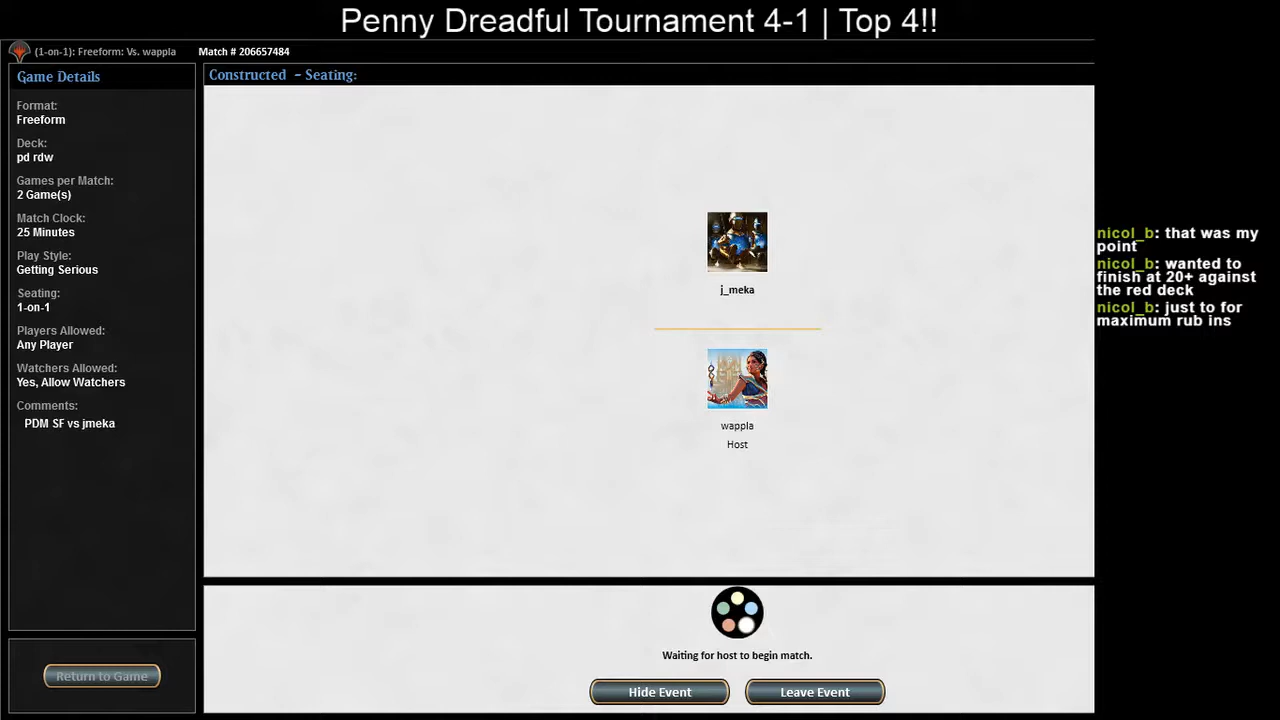 Penny Dreadful Tournament 4-1 | Top 4!!
(1-on-1): Freeform: Vs. wappla
Match # 206657484
Game Details
Constructed - Seating:
Format:
Freeform
Deck:
pd rdw
Games per Match:
2 Game(s)
Match Clock:
25 Minutes
Play Style:
Getting Serious
Seating:
1-on-1
Players Allowed:
Any Player
Watchers Allowed:
Yes, Allow Watchers
Comments:
PDM SF vs jmeka
j_meka
wappla
Host
nicol_b: that was my
point
nicol_b: wanted to
finish at 20+ against
the red deck
nicol_b: just to for
maximum rub ins
Waiting for host to begin match.
Return to Game
Hide Event
Leave Event